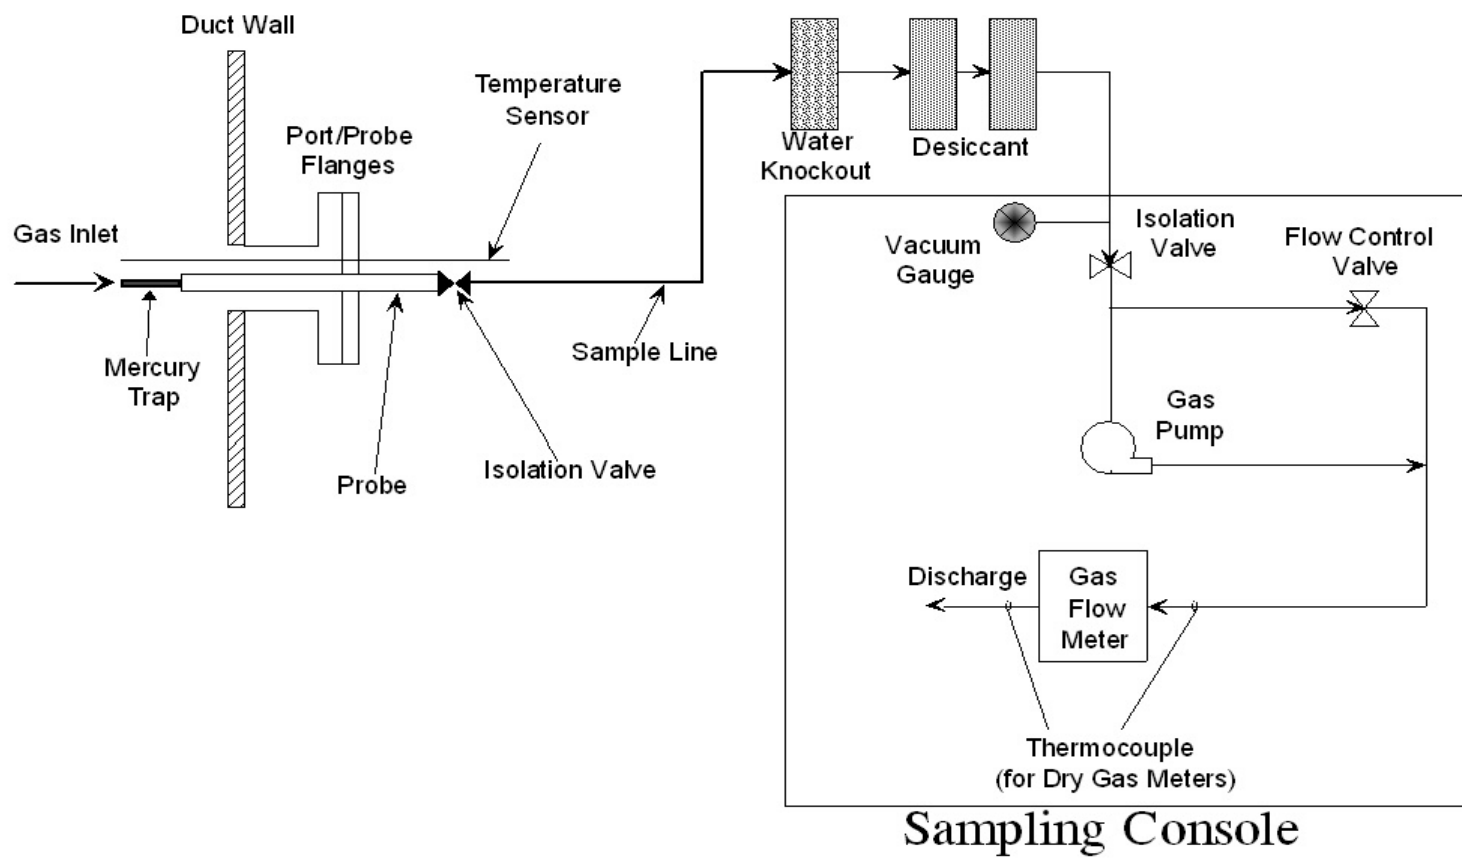 Duct Wall
Temperature
Sensor
Port/Probe
Flanges
Water
Knockout
Desiccant
Gas Inlet
Vacuum
Gauge
Isolation
Valve
Flow Control
Valve
Mercury
Trap
Sample Line
Probe
Isolation Valve
Gas
Pump
Discharge
Gas
Flow
Meter
Thermocouple
(for Dry Gas Meters)
Sampling Console